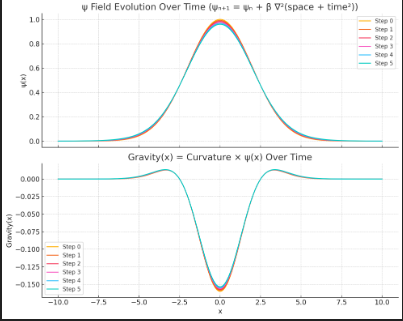 ψ Field Evolution Over Time (ψₙ₊₁ = ψₙ + β ∇²(space + time²))
1.0
0.8
0.6
0.4
0.2
0.0
ψ(x)
Step 0
Step 1
Step 2
Step 3
Step 4
Step 5
Gravity(x) = Curvature × ψ(x) Over Time
0.000
−0.025
−0.050
−0.075
−0.100
−0.125
−0.150
Gravity(x)
Step 0
Step 1
Step 2
Step 3
Step 4
Step 5
−10.0 −7.5 −5.0 −2.5 0.0 2.5 5.0 7.5 10.0
x